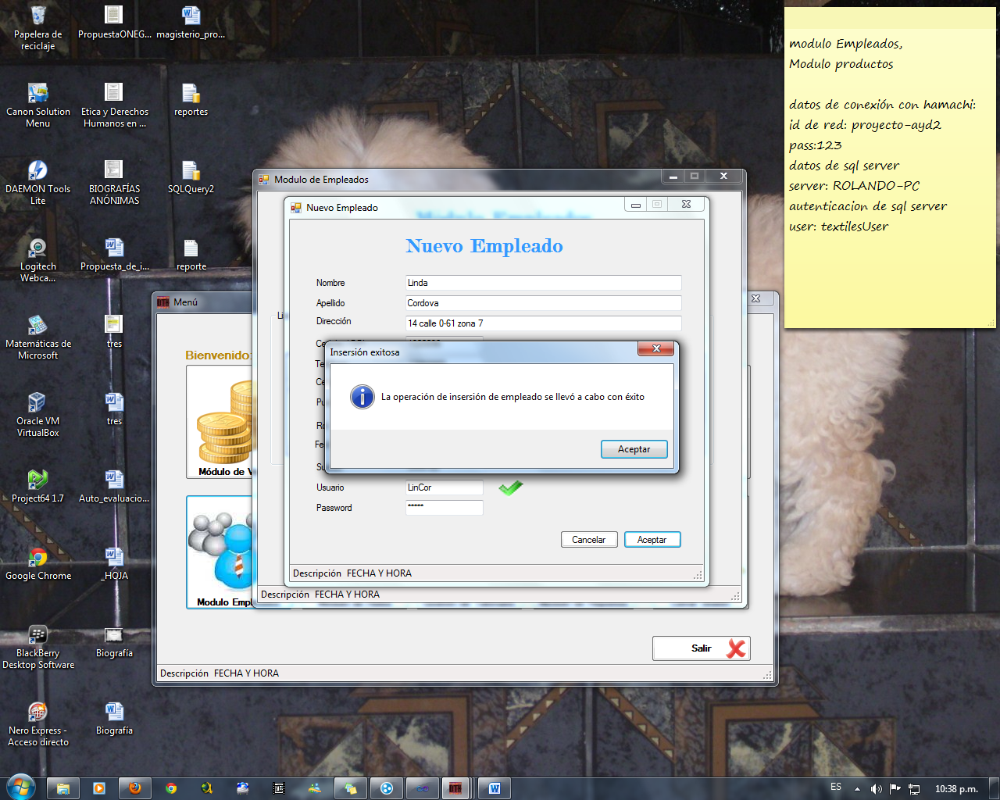 Papelera de
reciclaje
PropuestaONEG...
magisterio_pro...
Canon Solution
Menu
Etica y Derechos
Humanos en ...
reportes
DAEMON Tools
Lite
BIOGRAFÍAS
ANÓNIMAS
SQLQuery2
Logitech
Webca...
Propuesta_de_i...
reporte
Matemáticas de
Microsoft
tres
Oracle VM
VirtualBox
tres
Project64 1.7
Auto_evaluacio...
Google Chrome
_HOJA
BlackBerry
Desktop Software
Biografía
Nero Express -
Acceso directo
Biografía
modulo Empleados,
Modulo productos
datos de conexión con hamachi:
id de red: proyecto-ayd2
pass:123
datos de sql server
server: ROLANDO-PC
autenticacion de sql server
user: textilesUser
Modulo de Empleados
Nuevo Empleado
Nuevo Empleado
Nombre
Linda
Apellido
Cordova
Dirección
14 calle 0-61 zona 7
Inserción exitosa
La operación de insersión de empleado se llevó a cabo con éxito
Aceptar
Usuario
LinCor
Password
*****
Cancelar
Aceptar
Descripción FECHA Y HORA
Descripción FECHA Y HORA
Menú
Bienvenido:
Módulo de V
Modulo Emp
Salir
Descripción FECHA Y HORA
ES
10:38 p.m.